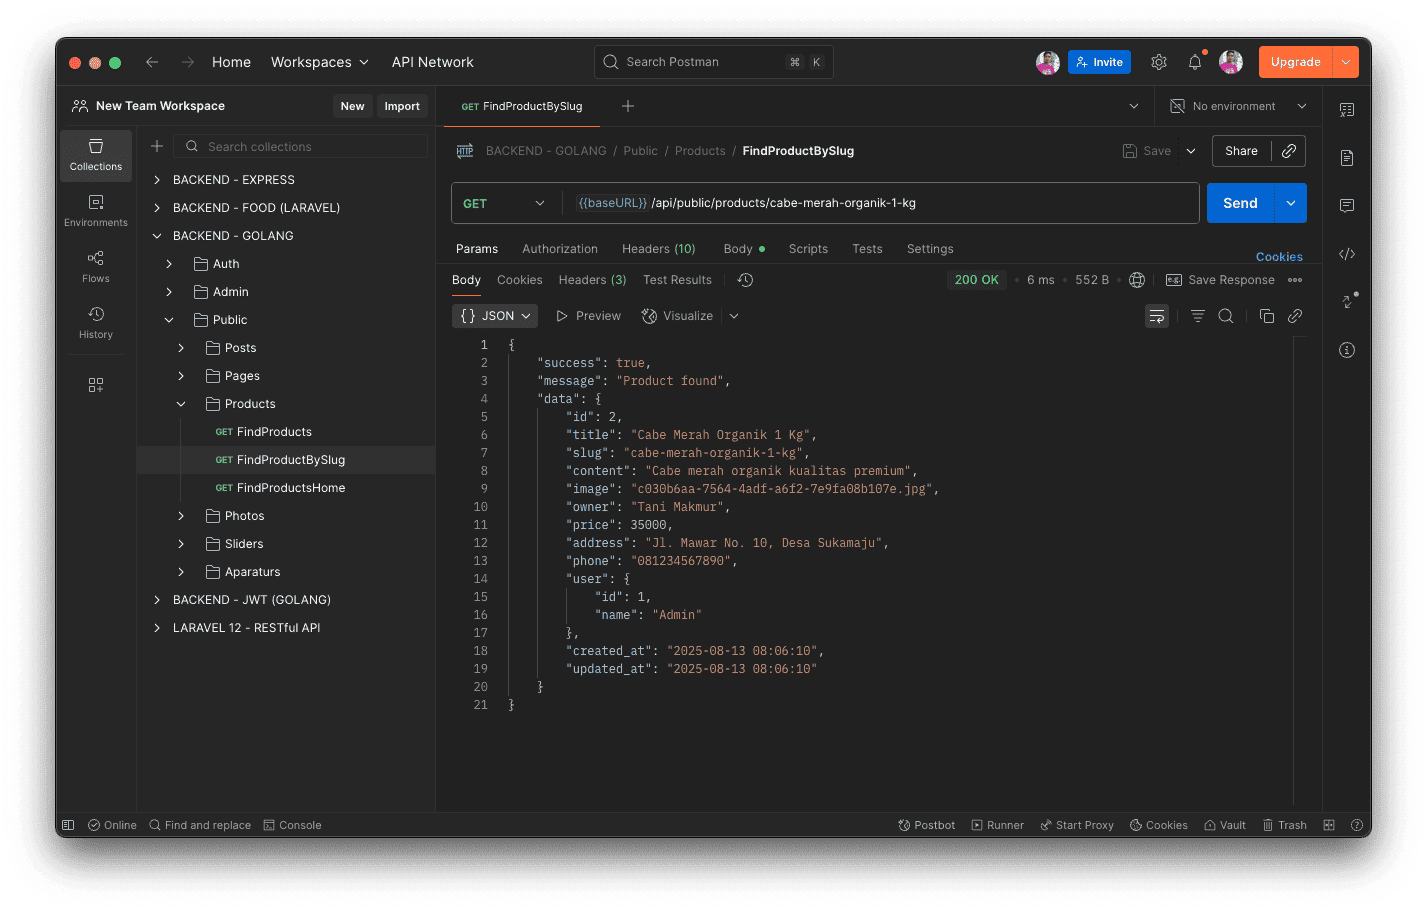 Home Workspaces API Network
Search Postman ⌘ K
Invite
Upgrade
New Team Workspace New Import
GET FindProductBySlug
No environment
Collections
Environments
Flows
History
Search collections
BACKEND - EXPRESS
BACKEND - FOOD (LARAVEL)
BACKEND - GOLANG
Auth
Admin
Public
Posts
Pages
Products
GET FindProducts
GET FindProductBySlug
GET FindProductsHome
Photos
Sliders
Aparaturs
BACKEND - JWT (GOLANG)
LARAVEL 12 - RESTful API
HTTP BACKEND - GOLANG / Public / Products / FindProductBySlug
Save Share
GET {{baseURL}} /api/public/products/cabe-merah-organik-1-kg
Send
Params Authorization Headers (10) Body Scripts Tests Settings
Cookies
Body Cookies Headers (3) Test Results
200 OK 6 ms 552 B Save Response
{} JSON Preview Visualize
1 {
2 "success": true,
3 "message": "Product found",
4 "data": {
5 "id": 2,
6 "title": "Cabe Merah Organik 1 Kg",
7 "slug": "cabe-merah-organik-1-kg",
8 "content": "Cabe merah organik kualitas premium",
9 "image": "c030b6aa-7564-4adf-a6f2-7e9fa08b107e.jpg",
10 "owner": "Tani Makmur",
11 "price": 35000,
12 "address": "Jl. Mawar No. 10, Desa Sukamaju",
13 "phone": "081234567890",
14 "user": {
15 "id": 1,
16 "name": "Admin"
17 },
18 "created_at": "2025-08-13 08:06:10",
19 "updated_at": "2025-08-13 08:06:10"
20 }
21 }
Online Find and replace Console
Postbot Runner Start Proxy Cookies Vault Trash